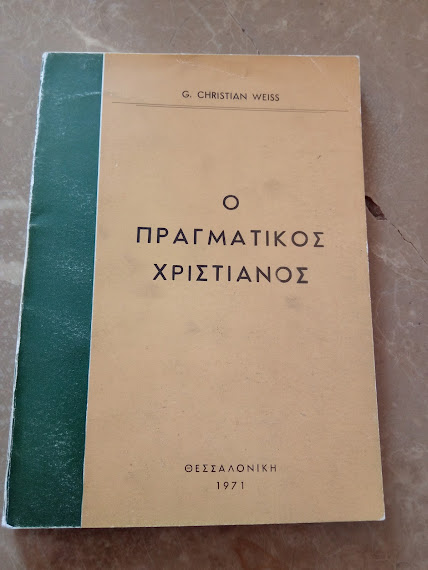 G. CHRISTIAN WEISS
Ο
ΠΡΑΓΜΑΤΙΚΟΣ
ΧΡΙΣΤΙΑΝΟΣ
ΘΕΣΣΑΛΟΝΙΚΗ
1971